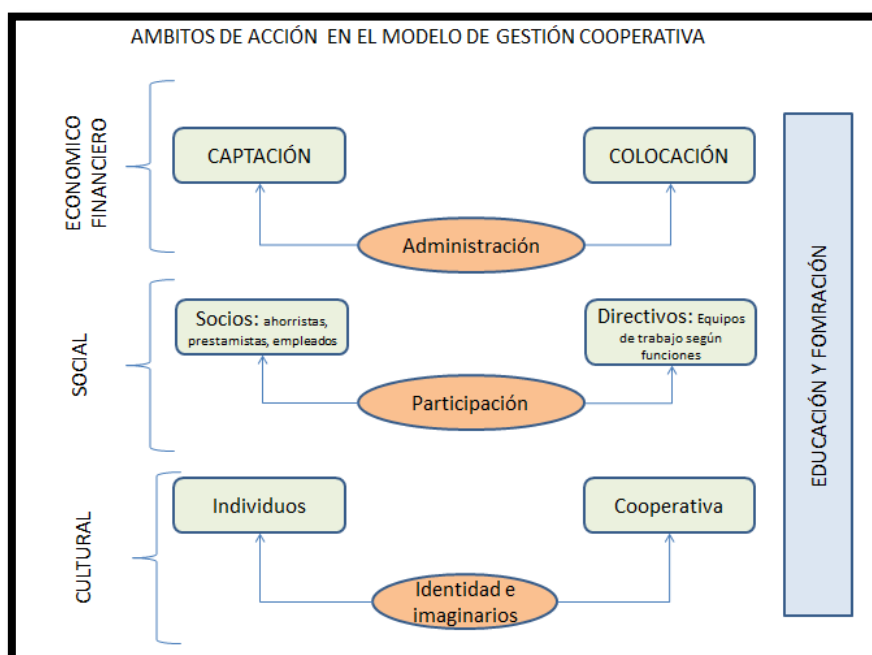 AMBITOS DE ACCIÓN EN EL MODELO DE GESTIÓN COOPERATIVA
ECONOMICO
FINANCIERO
CAPTACIÓN
COLOCACIÓN
Administración
SOCIAL
Socios: ahorristas,
prestamistas, empleados
Directivos: Equipos
de trabajo según
funciones
Participación
CULTURAL
Individuos
Cooperativa
Identidad e
imaginarios
EDUCACIÓN Y FOMRACIÓN